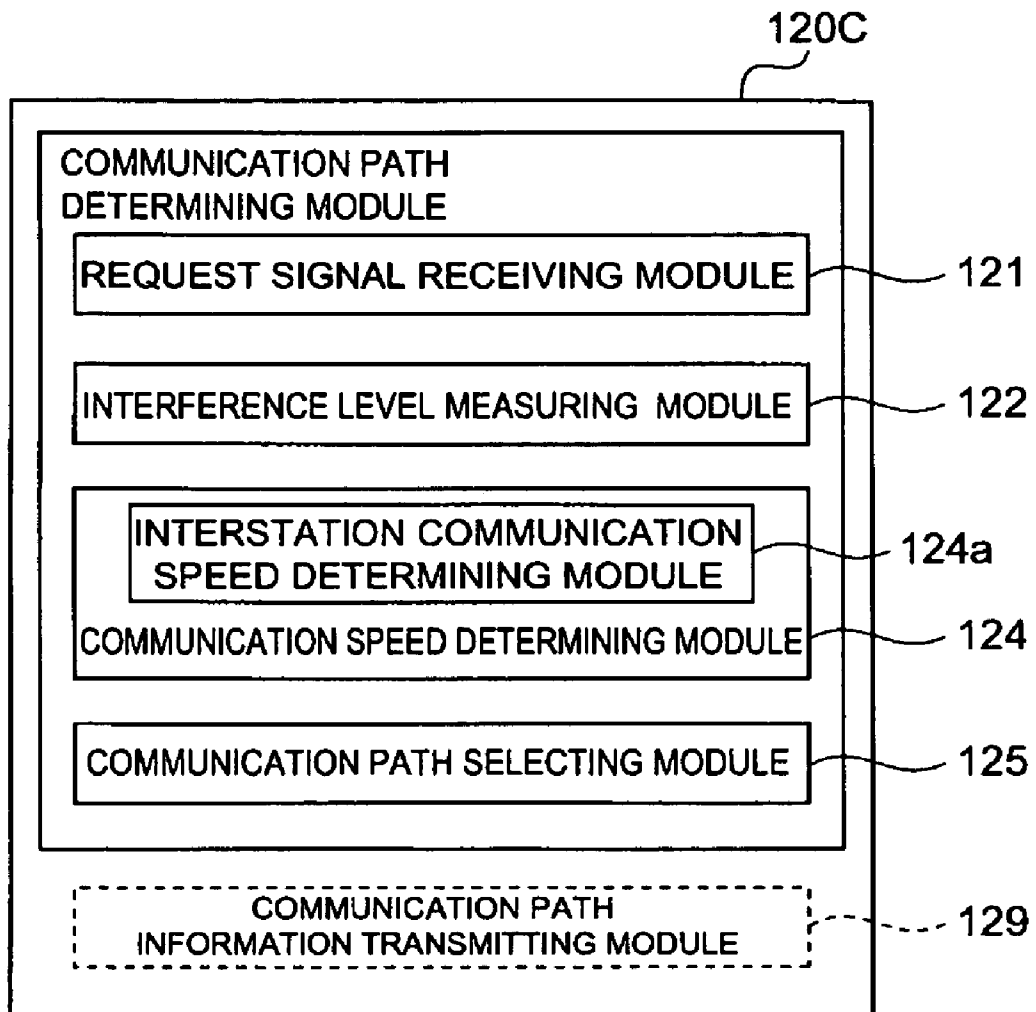 120C
COMMUNICATION PATH
DETERMINING MODULE
REQUEST SIGNAL RECEIVING MODULE
121
INTERFERENCE LEVEL MEASURING MODULE
122
INTERSTATION COMMUNICATION
SPEED DETERMINING MODULE
124a
COMMUNICATION SPEED DETERMINING MODULE
124
COMMUNICATION PATH SELECTING MODULE
125
COMMUNICATION PATH
INFORMATION TRANSMITTING MODULE
129